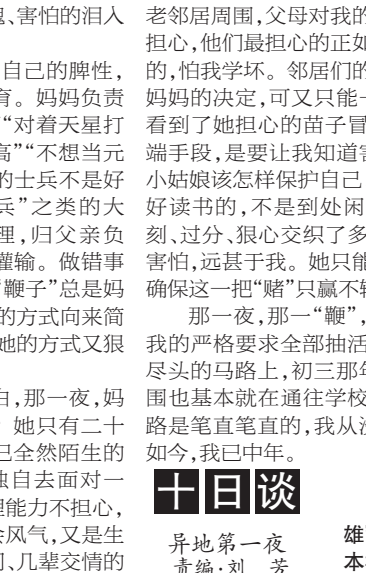 、害怕的泪入
自己的脾性，
育。妈妈负责
“对着天星打
高”“不想当元
的士兵不是好
兵”之类的大
理，归父亲负
灌输。做错事
鞭子”总是妈
的方式向来简
她的方式又狠
白，那一夜，妈
她只有二十
已全然陌生的
独自去面对一
理能力不担心，
会风气，又是生
、几辈交情的
老邻居周围，父母对我的
担心，他们最担心的正如
的，怕我学坏。邻居们的
妈妈的决定，可又只能一
看到了她担心的苗子冒
端手段，是要让我知道害
小姑娘该怎样保护自己
好读书的，不是到处闲
刻、过分、狠心交织了多
害怕，远甚于我。她只能
确保这一把“赌”只赢不输
那一夜，那一“鞭”，
我的严格要求全部抽活
尽头的马路上，初三那年
围也基本就在通往学校
路是笔直笔直的，我从没
如今，我已中年。
十日谈
异地第一夜
责编：刘 芳
雄
本